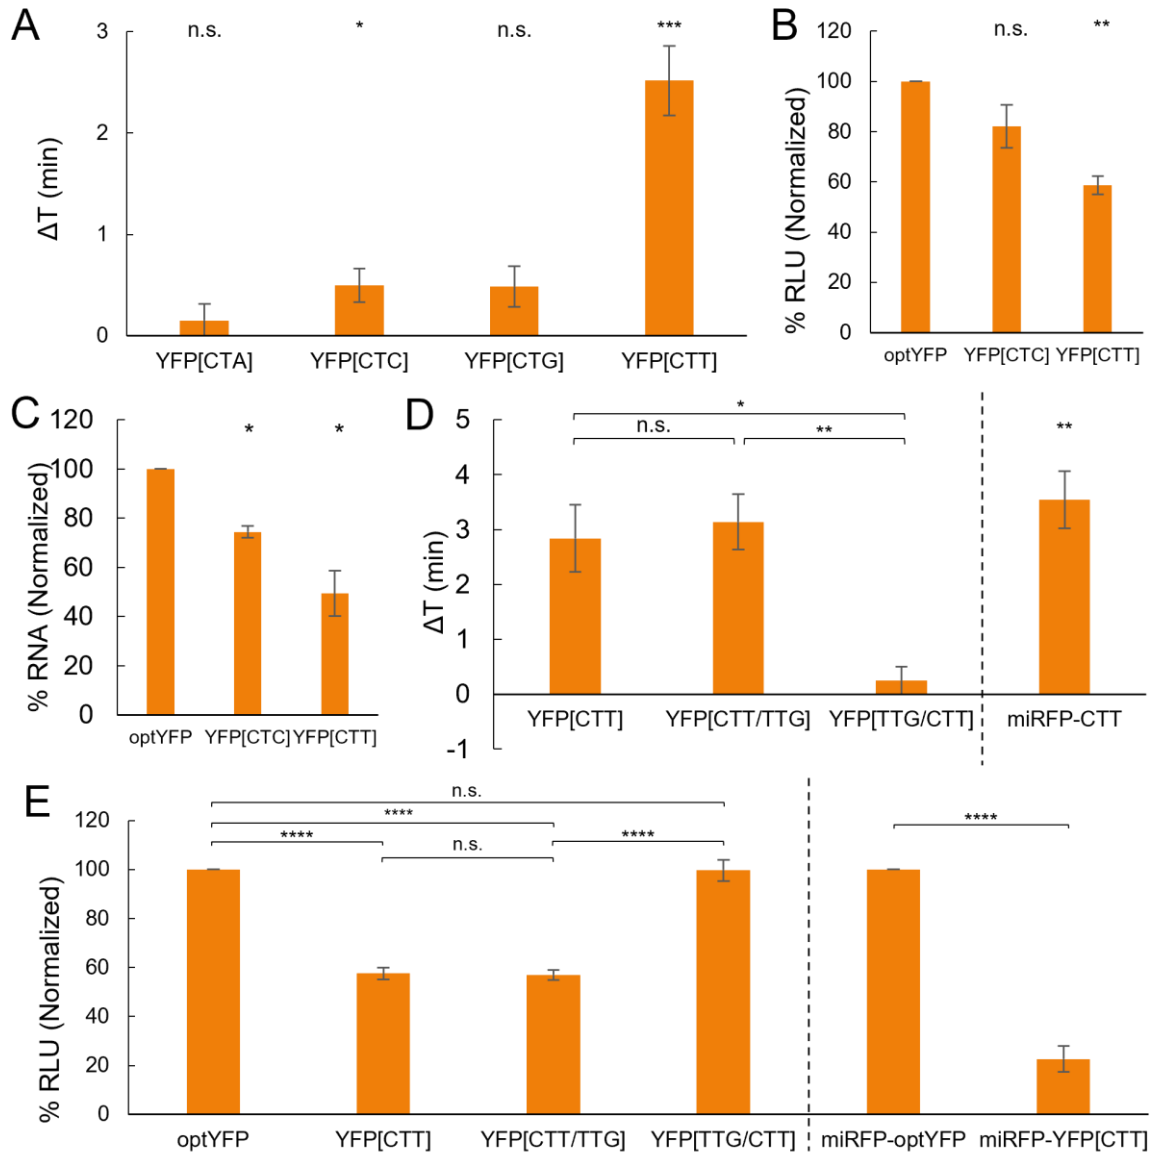 A
ΔT (min)
3
2
1
0
n.s.
*
n.s.
***
YFP[CTA]
YFP[CTC]
YFP[CTG]
YFP[CTT]
B
% RLU (Normalized)
120
100
80
60
40
20
0
n.s.
**
optYFP
YFP[CTC]
YFP[CTT]
C
% RNA (Normalized)
120
100
80
60
40
20
0
*
*
optYFP
YFP[CTC]
YFP[CTT]
D
ΔT (min)
5
4
3
2
1
0
-1
*
n.s.
**
**
YFP[CTT]
YFP[CTT/TTG]
YFP[TTG/CTT]
miRFP-CTT
E
% RLU (Normalized)
120
100
80
60
40
20
0
n.s.
****
****
n.s.
****
****
optYFP
YFP[CTT]
YFP[CTT/TTG]
YFP[TTG/CTT]
miRFP-optYFP
miRFP-YFP[CTT]